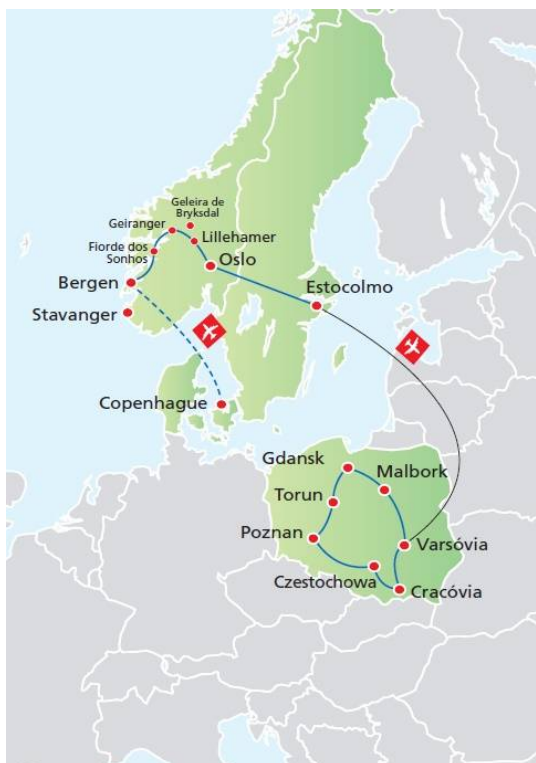 Geleira de
Bryksdal
Geiranger
Lillehamer
Fiorde dos
Sonhos
Oslo
Bergen
Estocolmo
Stavanger
Copenhague
Gdansk
Malbork
Torun
Poznan
Varsóvia
Czestochowa
Cracóvia